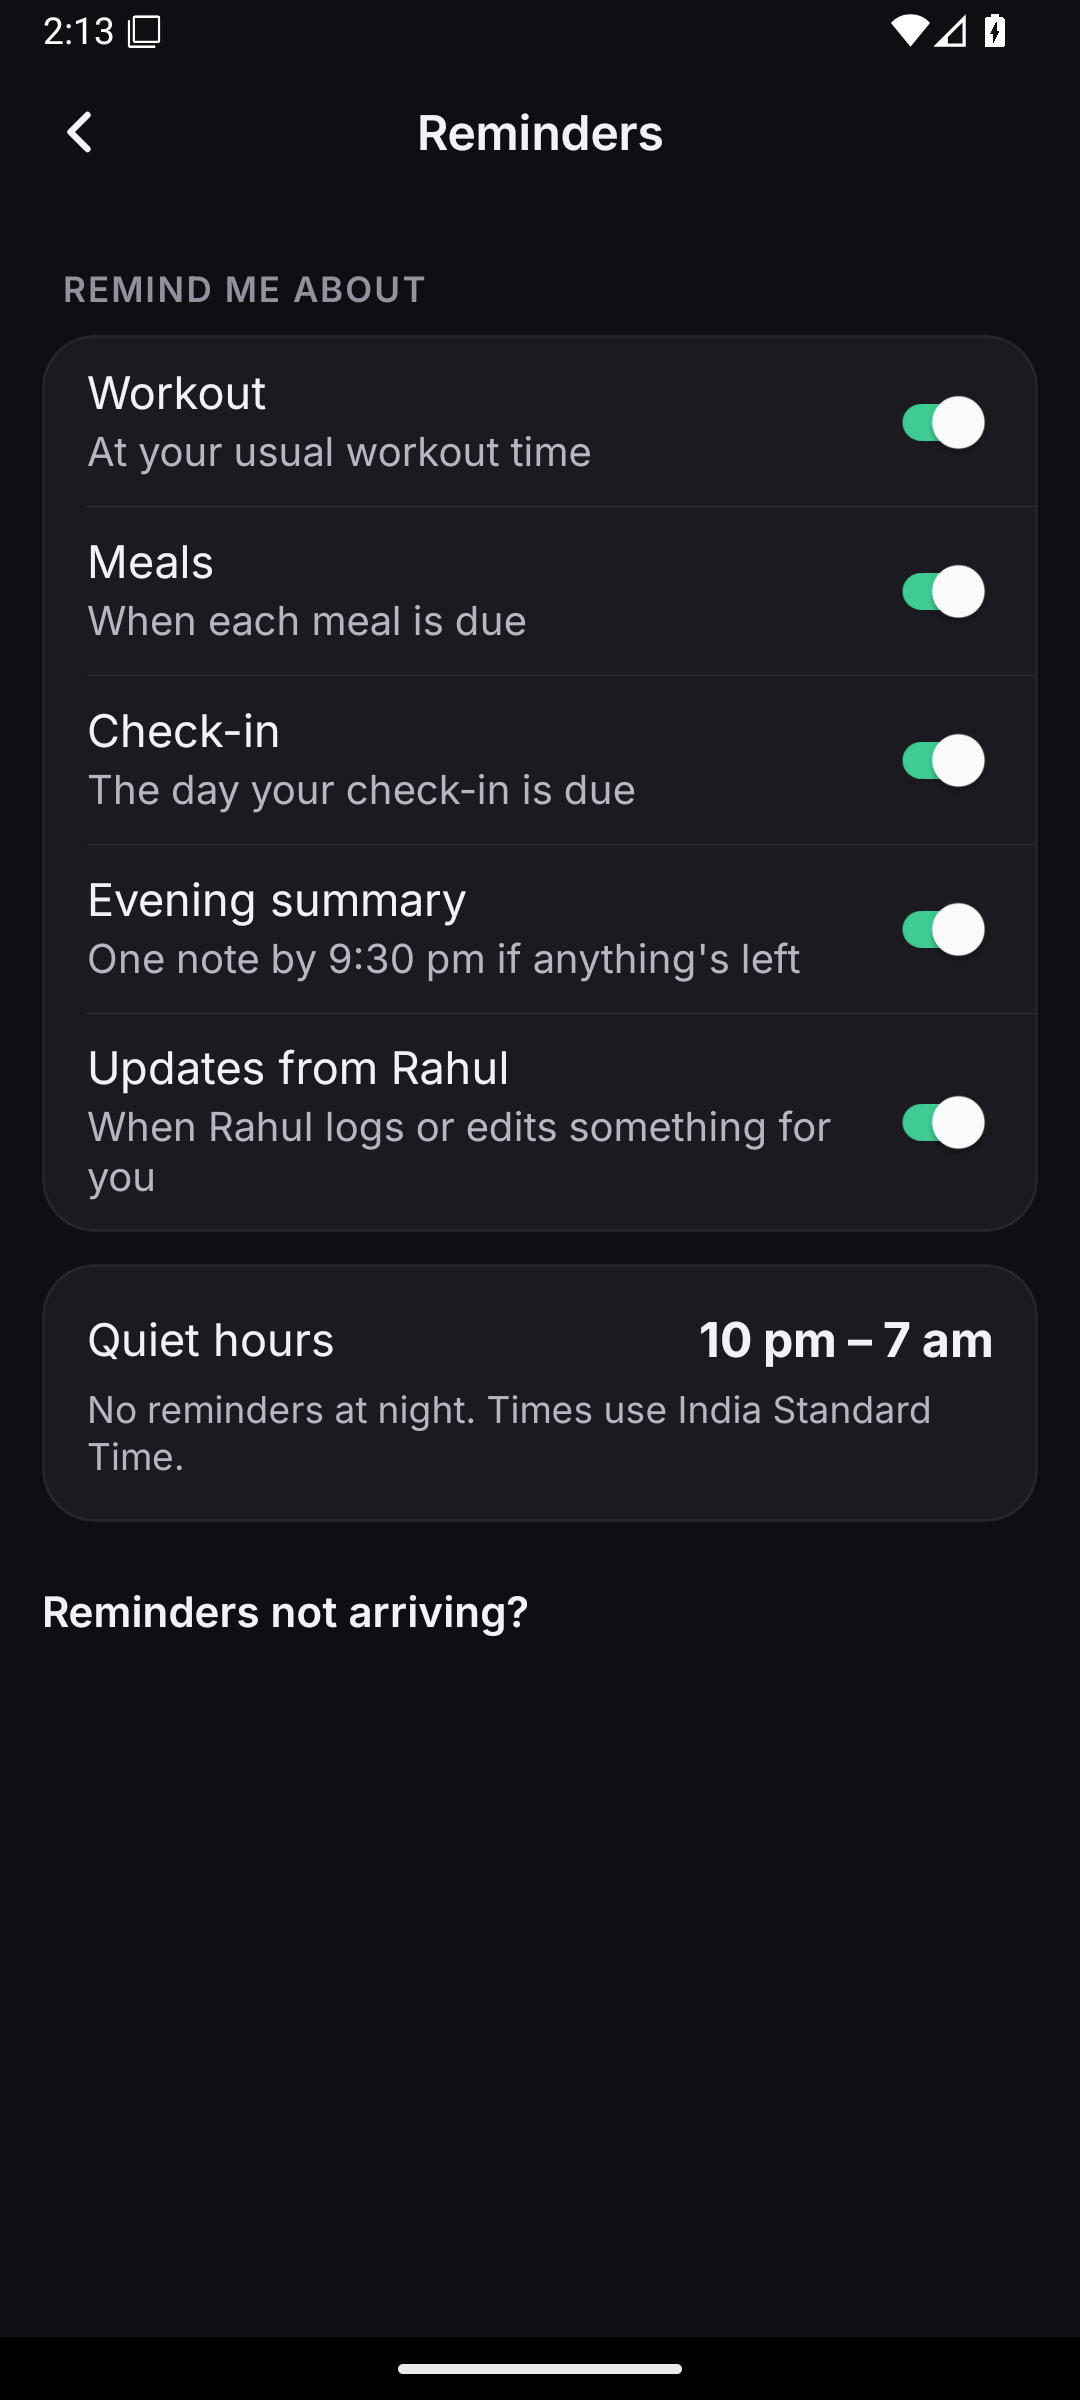 2:13
Reminders
REMIND ME ABOUT
Workout
At your usual workout time
Meals
When each meal is due
Check-in
The day your check-in is due
Evening summary
One note by 9:30 pm if anything's left
Updates from Rahul
When Rahul logs or edits something for
you
Quiet hours
10 pm – 7 am
No reminders at night. Times use India Standard
Time.
Reminders not arriving?